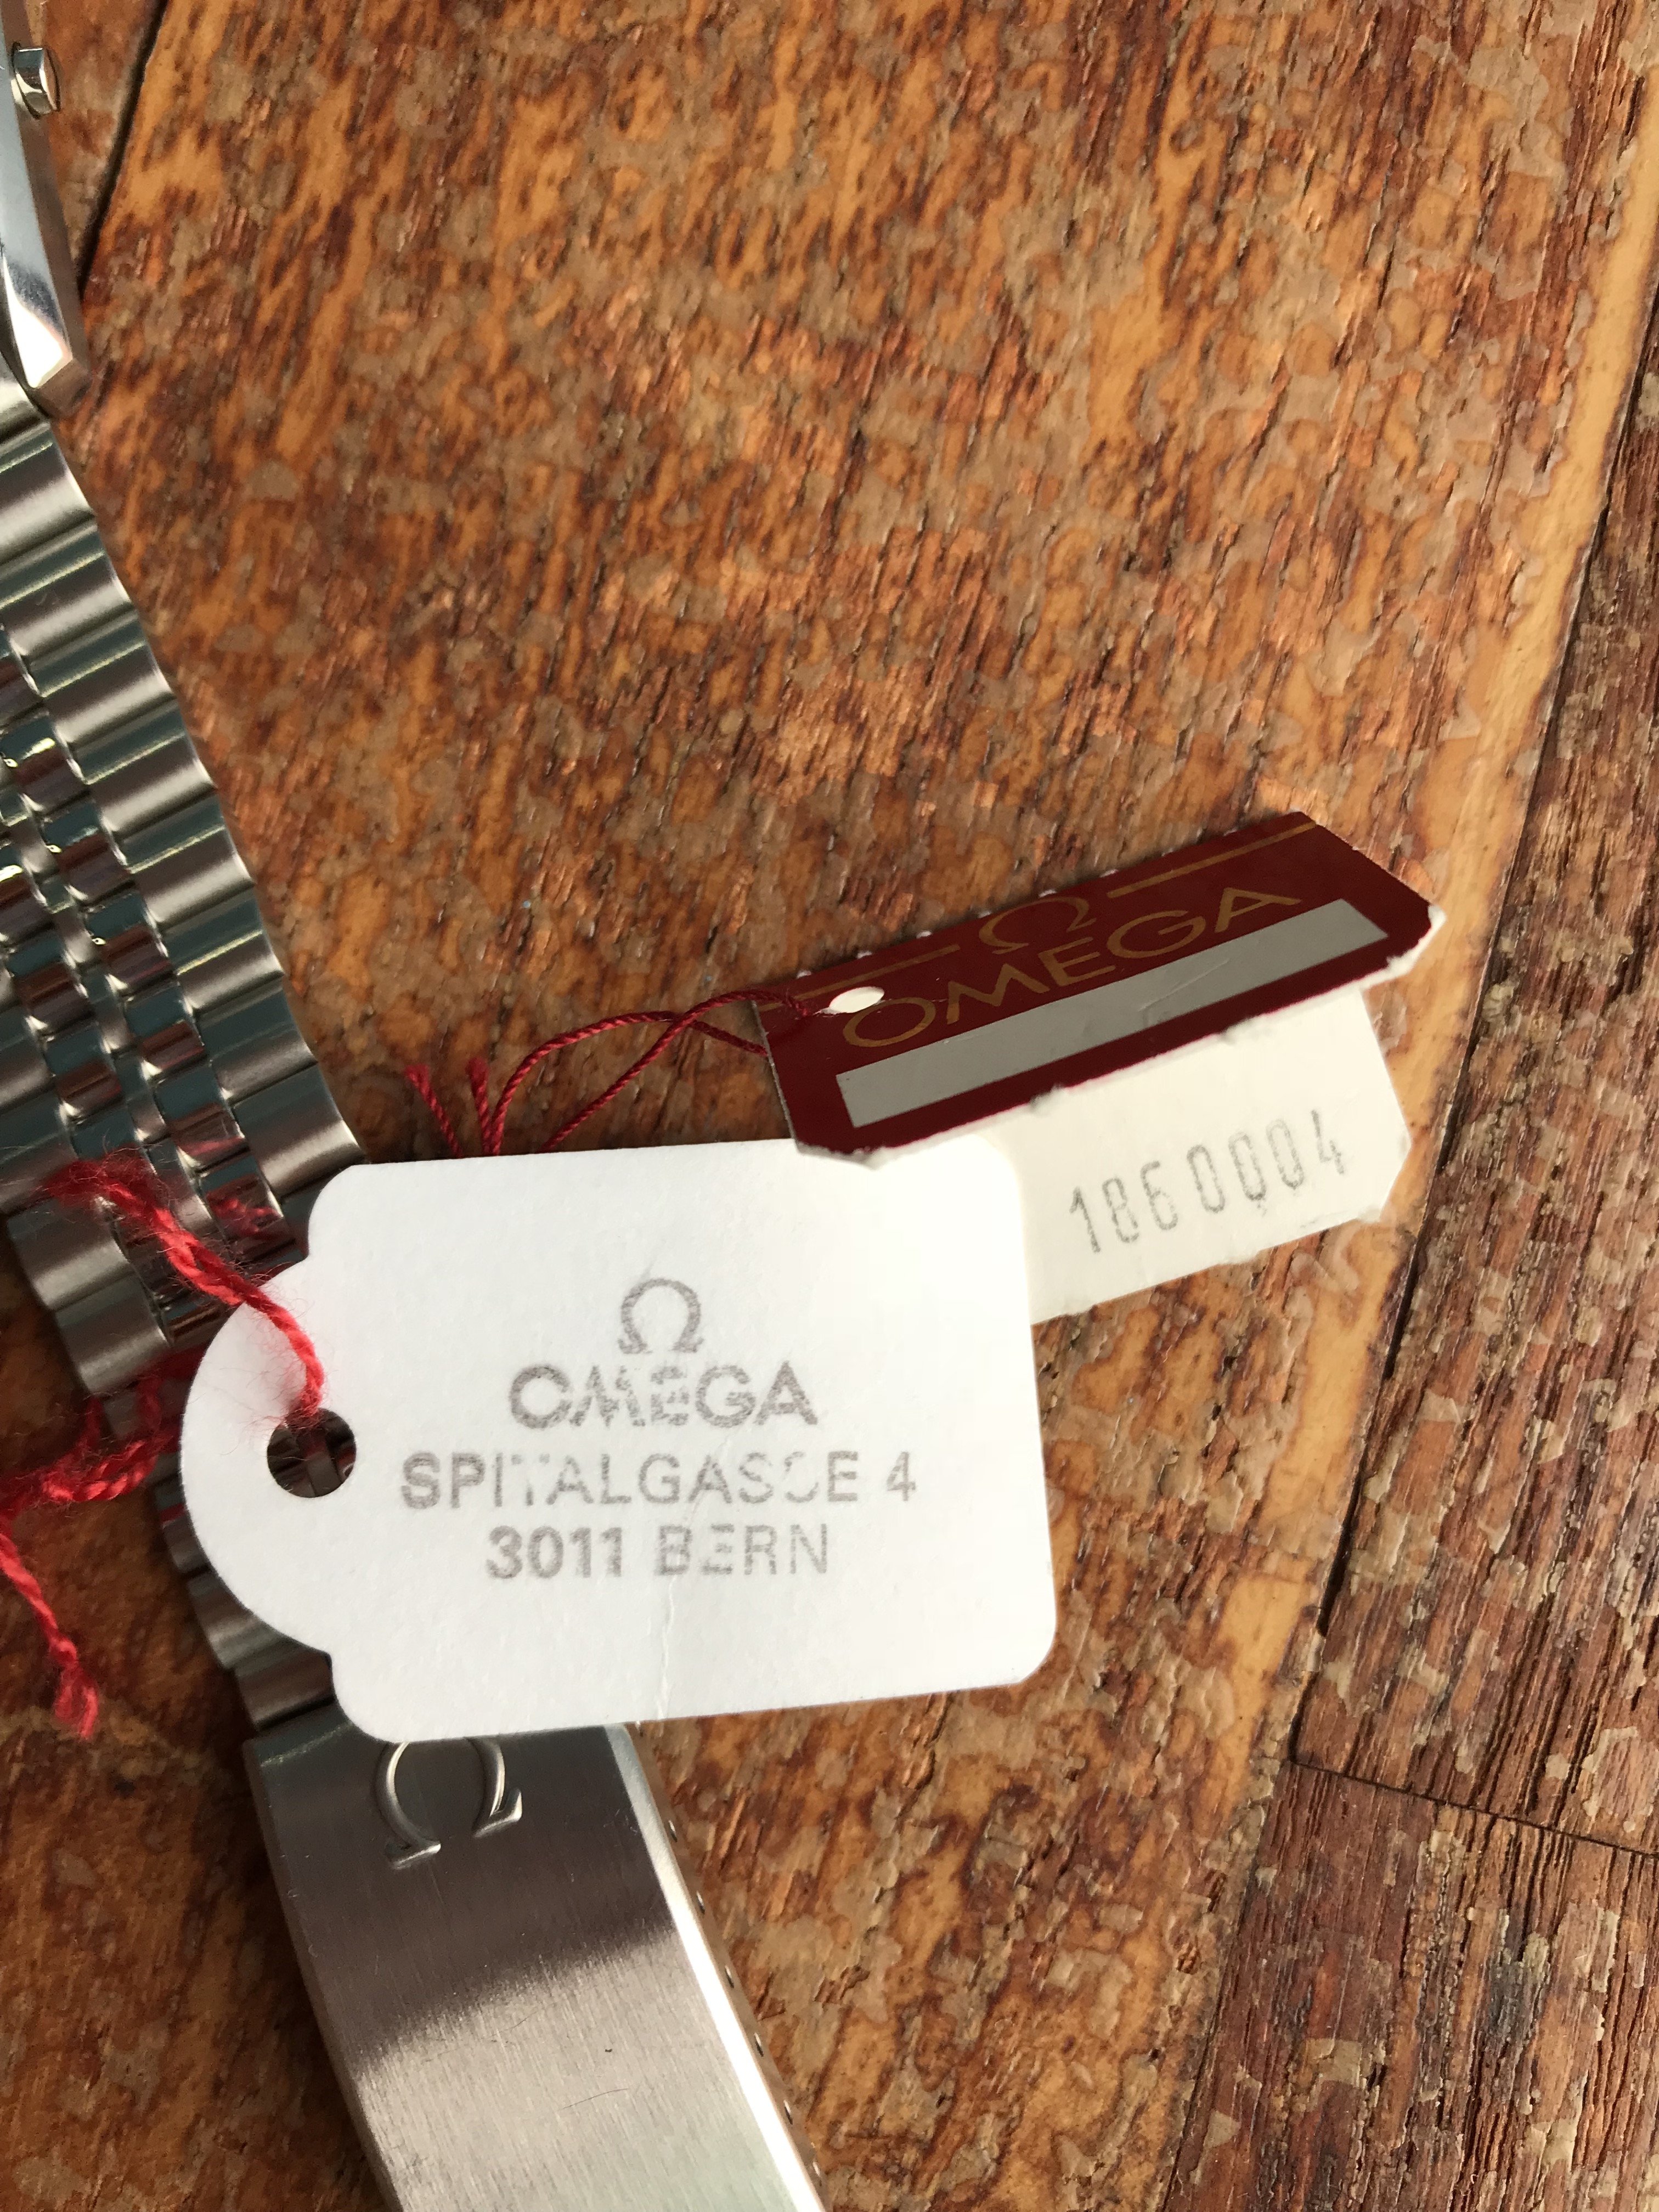 Ω
OMEGA
1860004
Ω
OMEGA
SPITALGASSE 4
3011 BERN
Ω